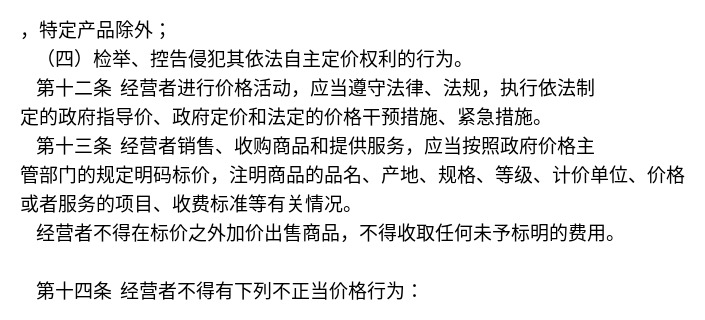 ，特定产品除外；
（四）检举、控告侵犯其依法自主定价权利的行为。
第十二条 经营者进行价格活动，应当遵守法律、法规，执行依法制
定的政府指导价、政府定价和法定的价格干预措施、紧急措施。
第十三条 经营者销售、收购商品和提供服务，应当按照政府价格主
管部门的规定明码标价，注明商品的品名、产地、规格、等级、计价单位、价格
或者服务的项目、收费标准等有关情况。
经营者不得在标价之外加价出售商品，不得收取任何未予标明的费用。
第十四条 经营者不得有下列不正当价格行为：